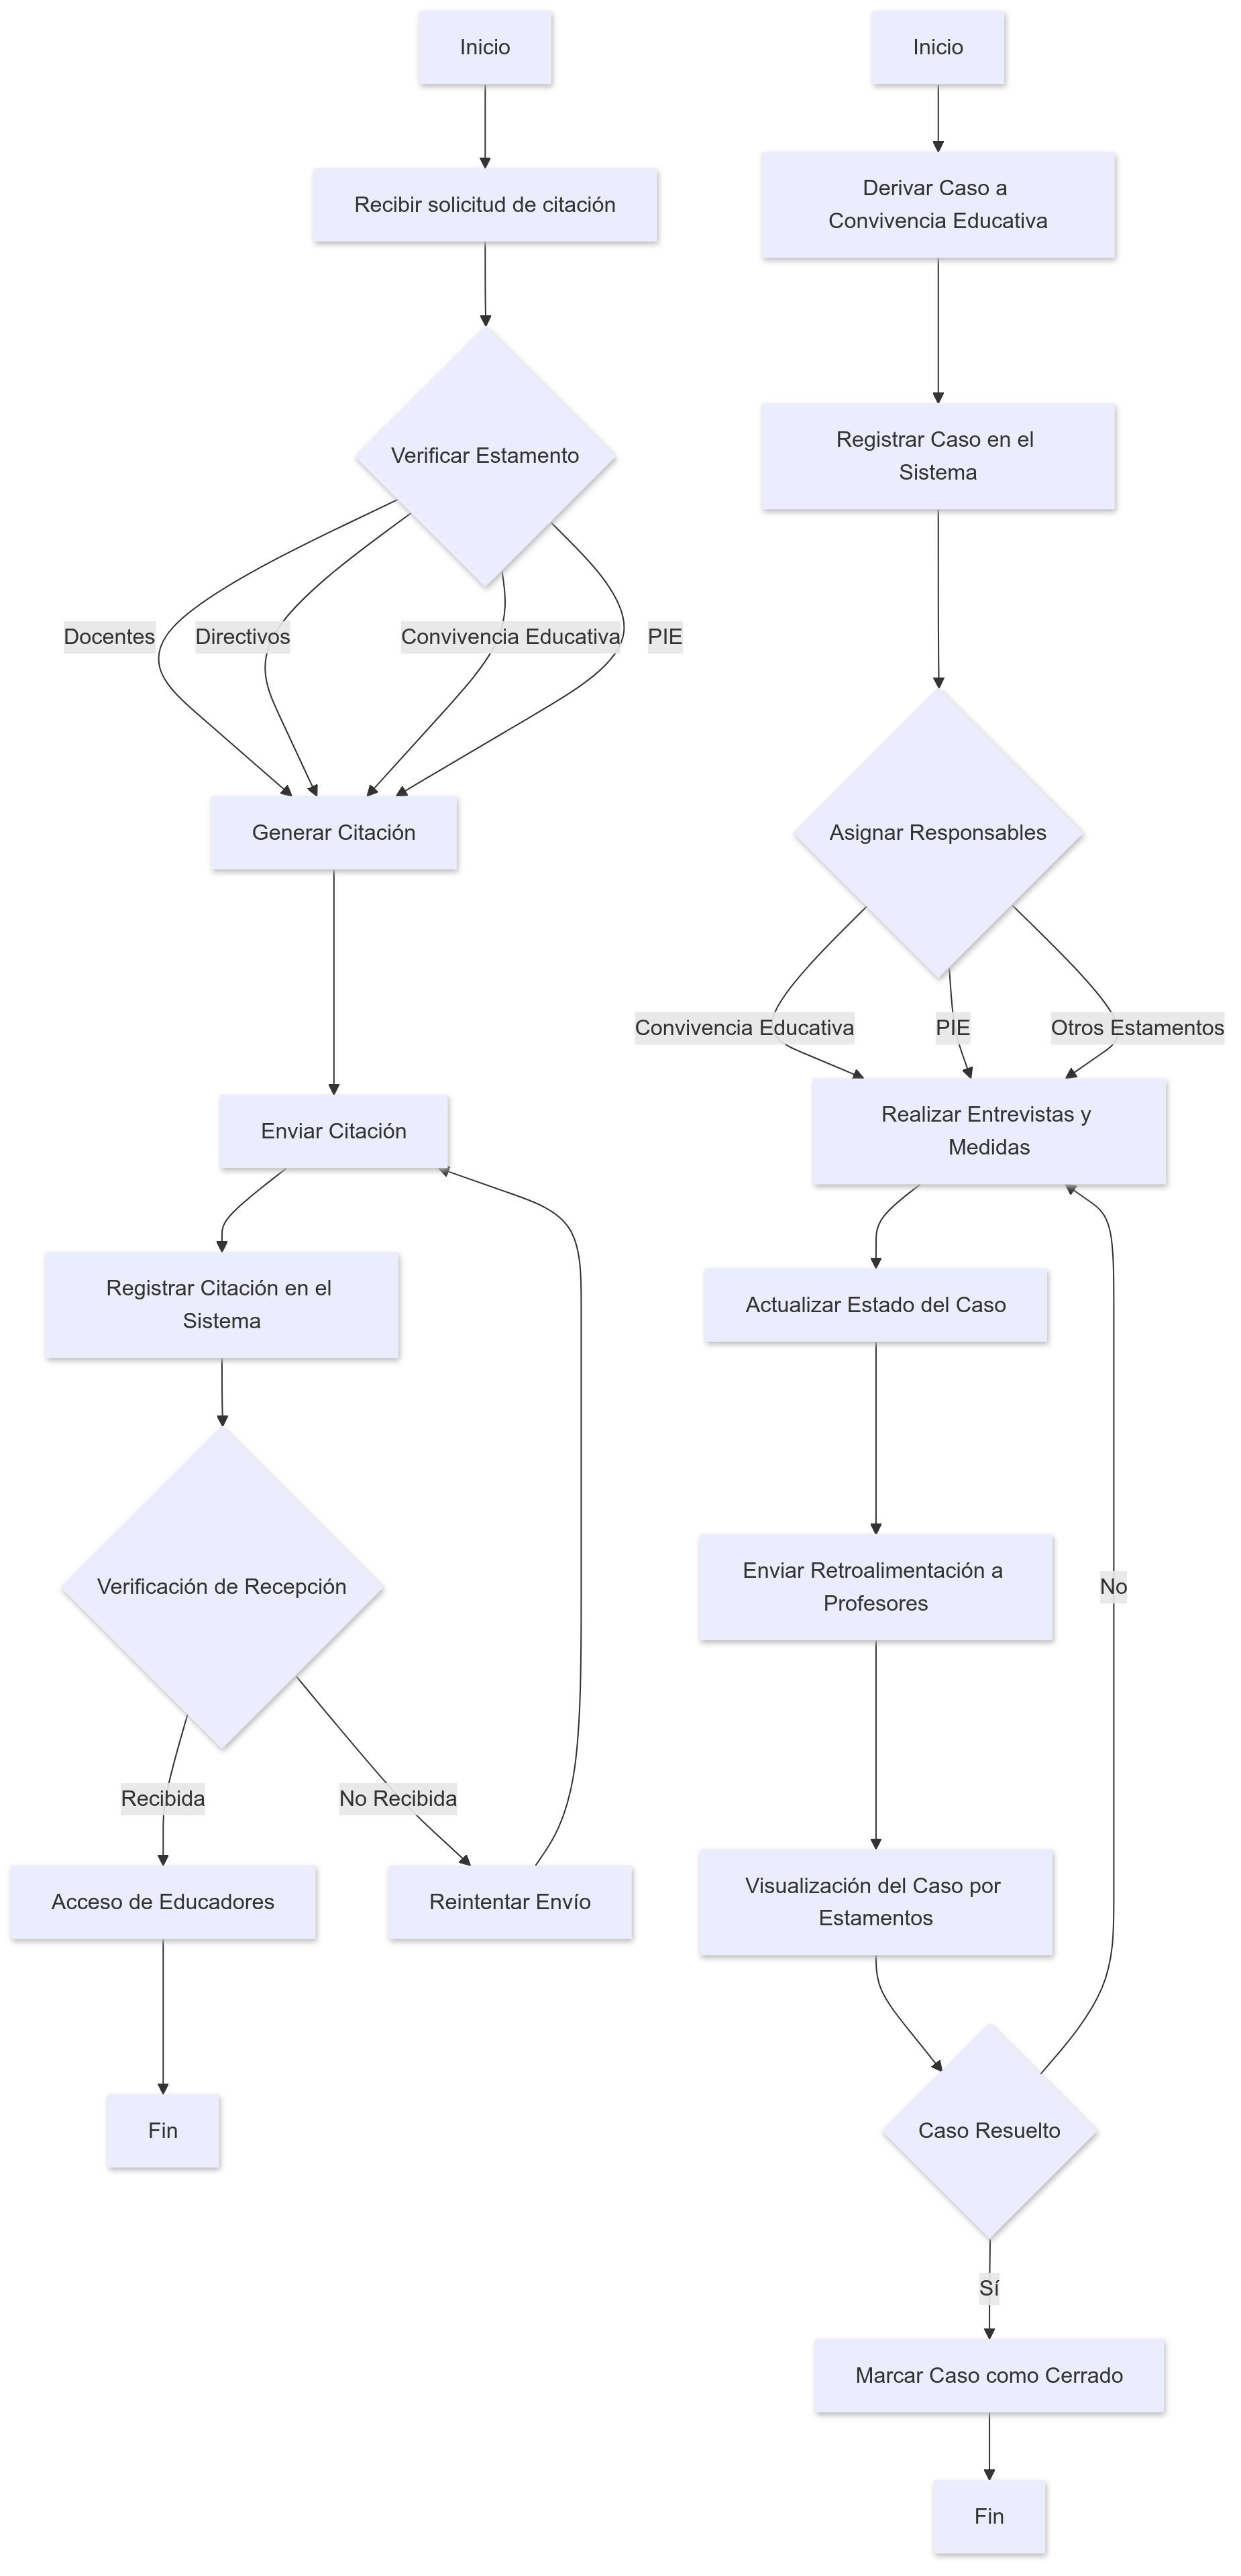 Inicio
Recibir solicitud de citación
Verificar Estamento
Docentes
Directivos
Convivencia Educativa
PIE
Generar Citación
Enviar Citación
Registrar Citación en el
Sistema
Verificación de Recepción
Recibida
No Recibida
Acceso de Educadores
Reintentar Envío
Fin
Inicio
Derivar Caso a
Convivencia Educativa
Registrar Caso en el
Sistema
Asignar Responsables
Convivencia Educativa
PIE
Otros Estamentos
Realizar Entrevistas y
Medidas
Actualizar Estado del Caso
Enviar Retroalimentación a
Profesores
No
Visualización del Caso por
Estamentos
Caso Resuelto
Sí
Marcar Caso como Cerrado
Fin